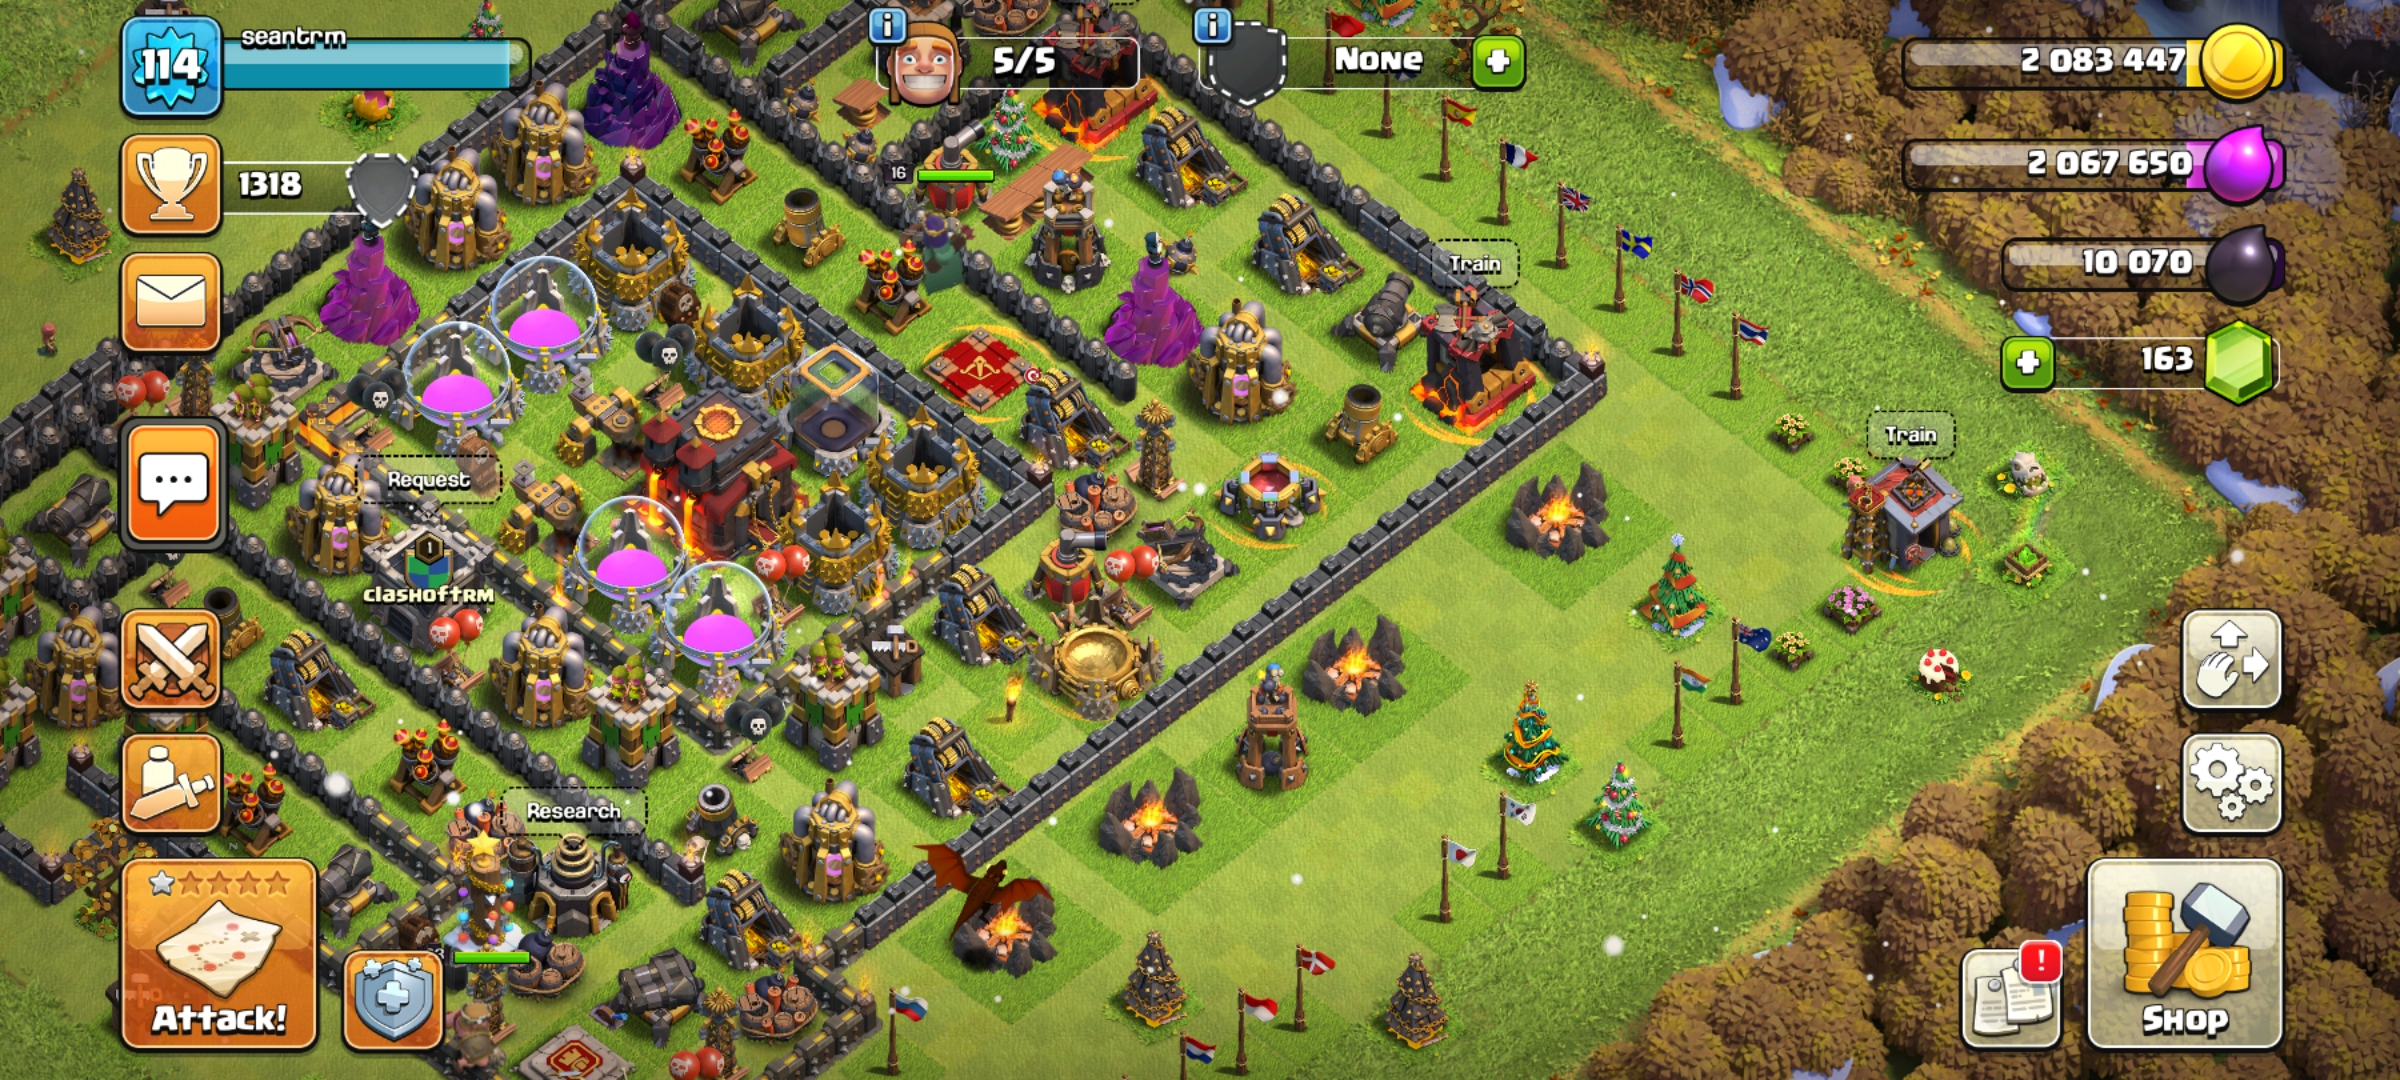 114
seantrm
i
5/5
i
None
2 083 447
1318
2 067 650
16
10 070
Train
163
Train
Request
1
clashoftrm
Research
Attack!
!
Shop